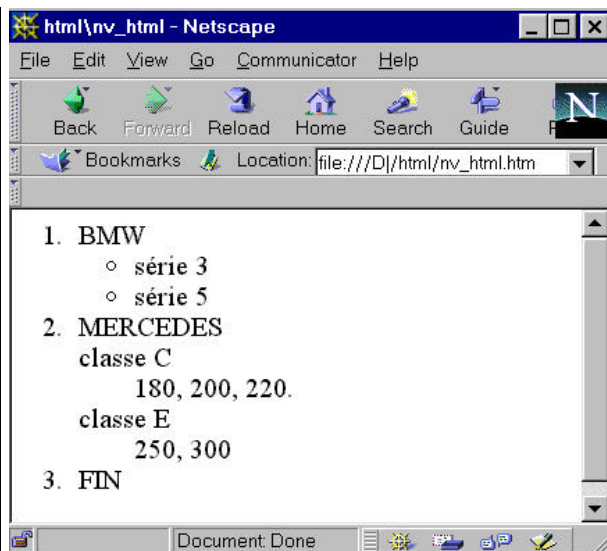 html\nv_html - Netscape
File Edit View Go Communicator Help
Back Forward Reload Home Search Guide
N
Bookmarks Location: file:///D|/html/nv_html.htm
1. BMW
série 3
série 5
2. MERCEDES
classe C
180, 200, 220.
classe E
250, 300
3. FIN
Document: Done